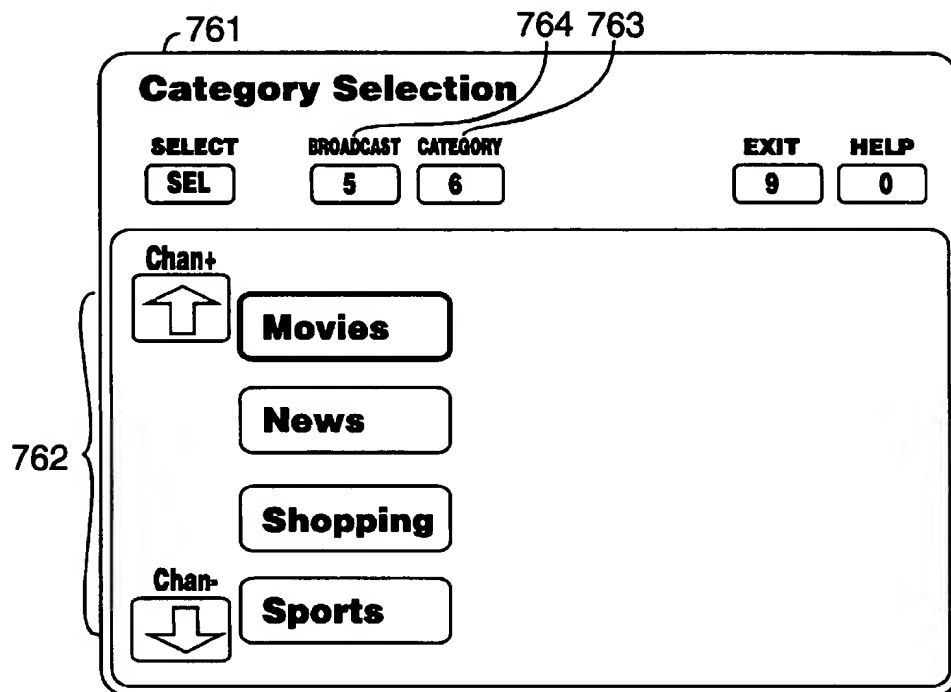 761
764 763
Category Selection
SELECT BROADCAST CATEGORY EXIT HELP
SEL 5 6 9 0
Chan+
Movies
News
762
Shopping
Chan-
Sports